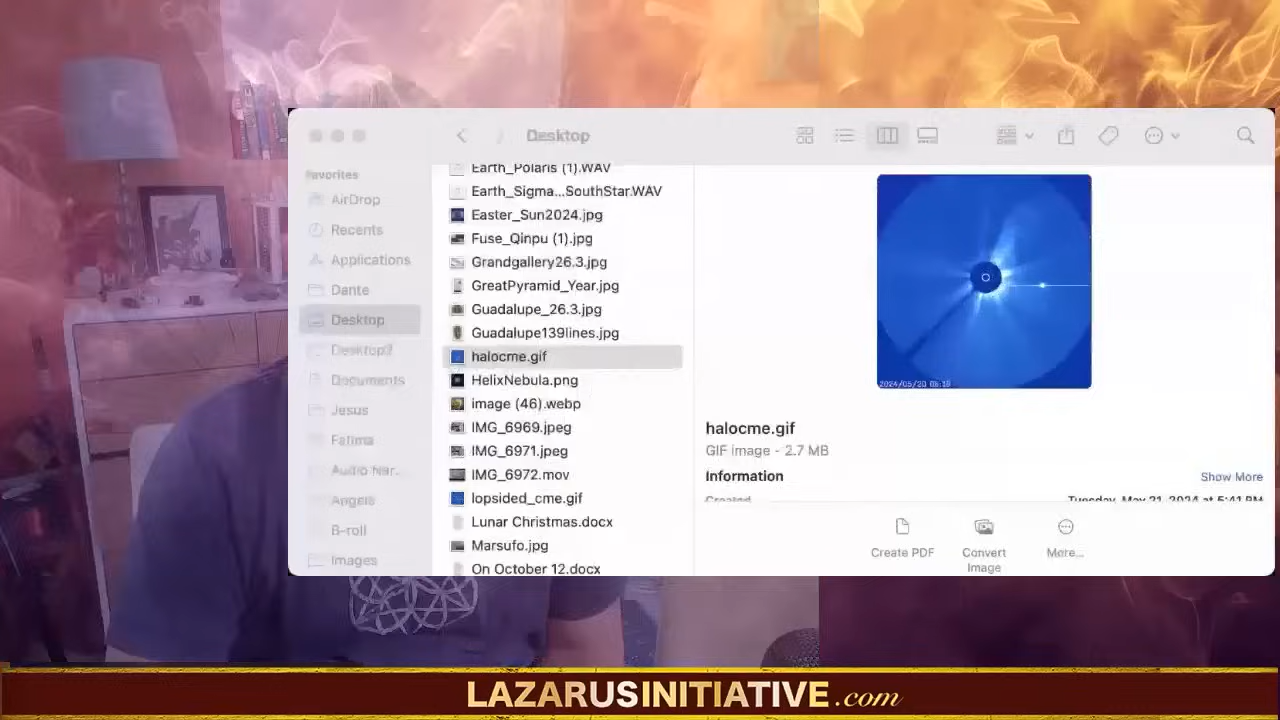 Desktop
Favorites
AirDrop
Recents
Applications
Dante
Desktop
Desktop2
Documents
Jesus
Fatima
Audio Nar...
Angels
B-roll
Images
Earth_Polaris (1).WAV
Earth_Sigma...SouthStar.WAV
Easter_Sun2024.jpg
Fuse_Qinpu (1).jpg
Grandgallery26.3.jpg
GreatPyramid_Year.jpg
Guadalupe_26.3.jpg
Guadalupe139lines.jpg
halocme.gif
HelixNebula.png
image (46).webp
IMG_6969.jpeg
IMG_6971.jpeg
IMG_6972.mov
lopsided_cme.gif
Lunar Christmas.docx
Marsufo.jpg
On October 12.docx
halocme.gif
GIF image - 2.7 MB
Information
Show More
Created
Tuesday, May 21, 2024 at 5:41 PM
Create PDF
Convert
Image
More...
LAZARUSINITIATIVE.com